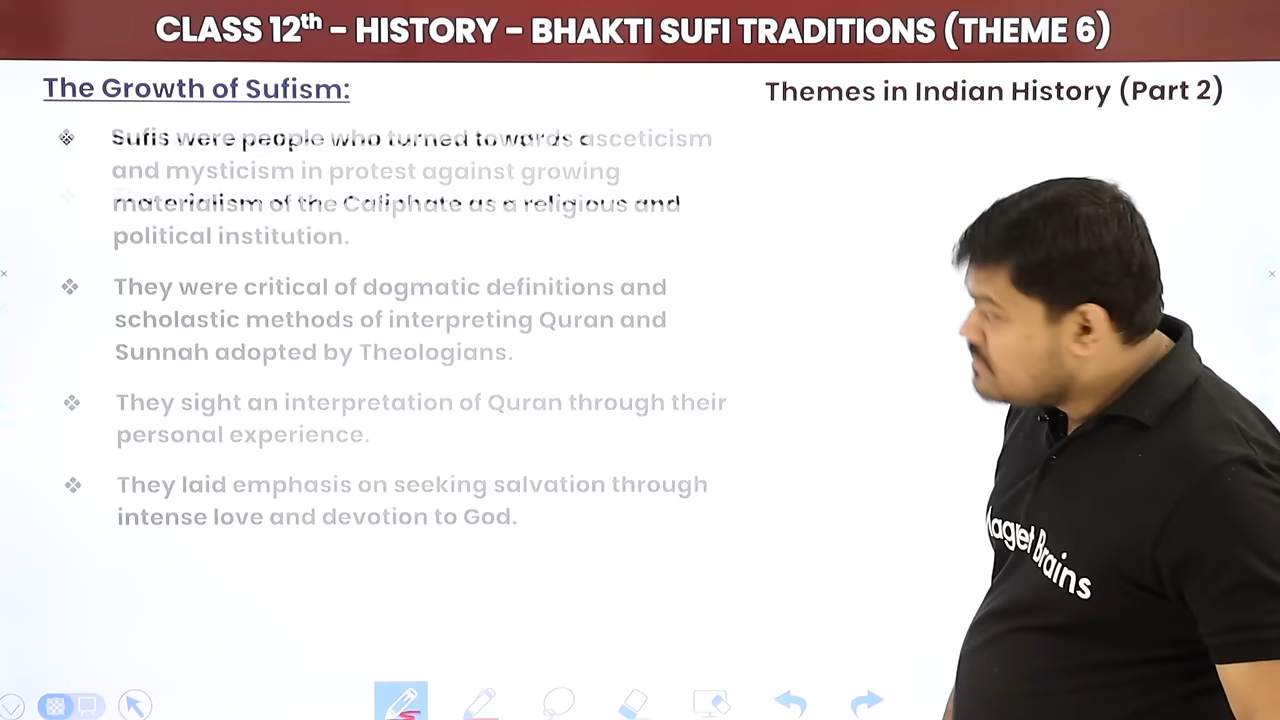 CLASS 12th - HISTORY - BHAKTI SUFI TRADITIONS (THEME 6)
The Growth of Sufism:
Themes in Indian History (Part 2)
Sufis were people who turned towards asceticism
and mysticism in protest against growing
materialism of the Caliphate as a religious and
political institution.
They were critical of dogmatic definitions and
scholastic methods of interpreting Quran and
Sunnah adopted by Theologians.
They sight an interpretation of Quran through their
personal experience.
They laid emphasis on seeking salvation through
intense love and devotion to God.
Magnet Brains